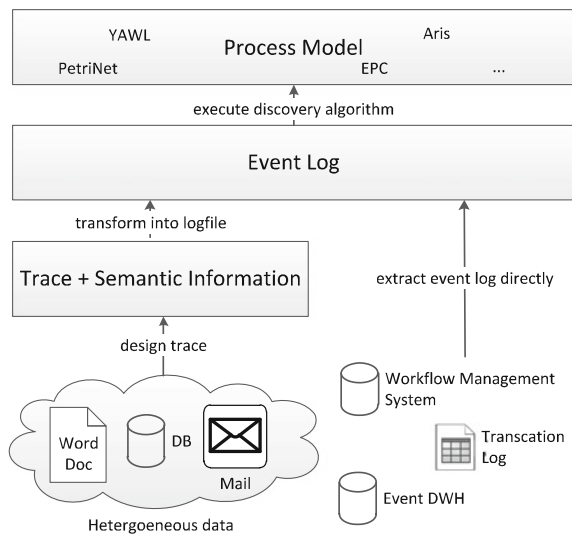 YAWL
Aris
Process Model
PetriNet
EPC
...
execute discovery algorithm
Event Log
transform into logfile
Trace + Semantic Information
extract event log directly
design trace
Workflow Management
System
Word
Doc
DB
Mail
Transcation
Log
Event DWH
Hetergoeneous data